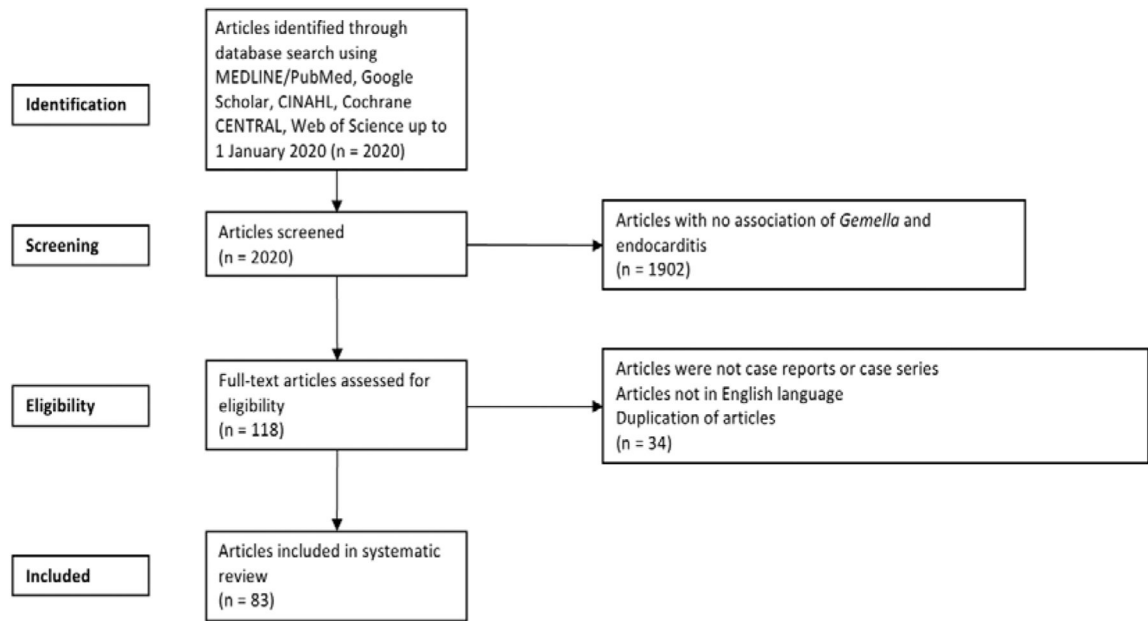 Identification
Articles identified through
database search using
MEDLINE/PubMed, Google
Scholar, CINAHL, Cochrane
CENTRAL, Web of Science up to
1 January 2020 (n = 2020)
Screening
Articles screened
(n = 2020)
Articles with no association of Gemella and
endocarditis
(n = 1902)
Eligibility
Full-text articles assessed for
eligibility
(n = 118)
Articles were not case reports or case series
Articles not in English language
Duplication of articles
(n = 34)
Included
Articles included in systematic
review
(n = 83)